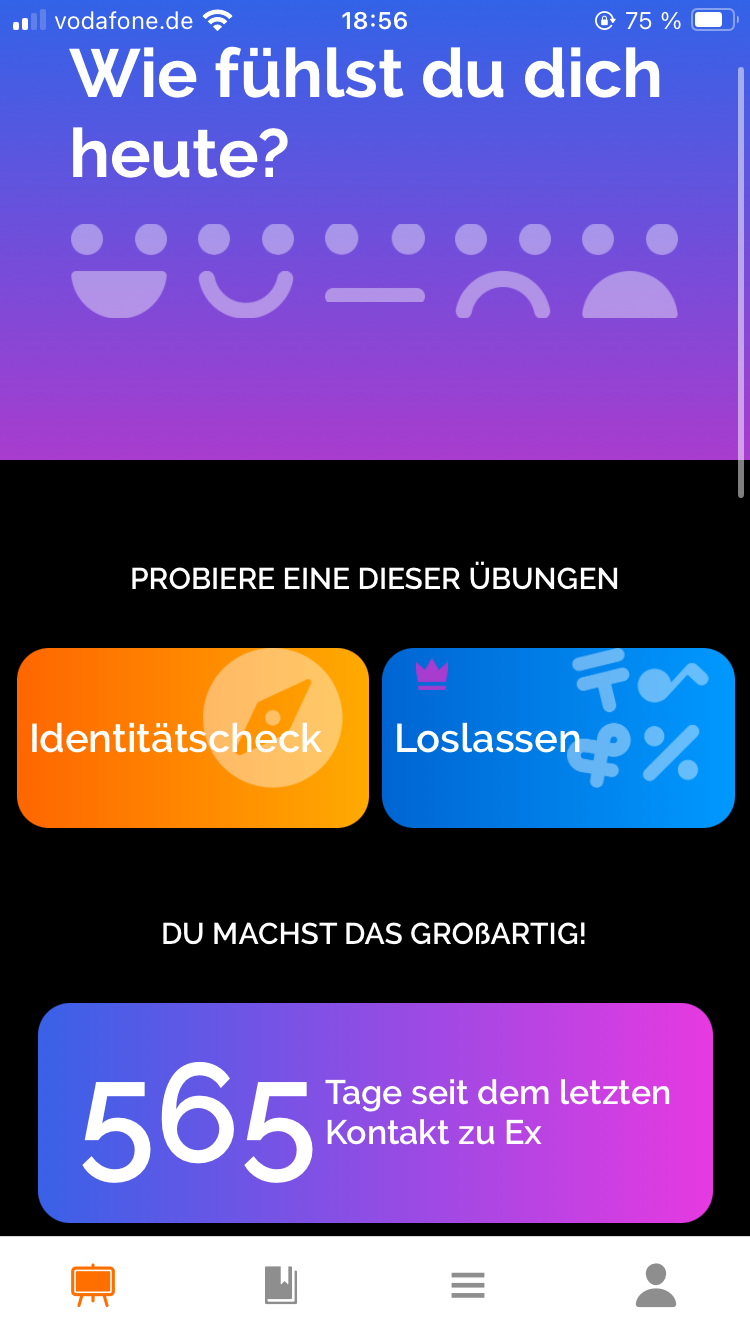 vodafone.de 18:56 75 %
Wie fühlst du dich
heute?
PROBIERE EINE DIESER ÜBUNGEN
Identitätscheck
Loslassen
DU MACHST DAS GROßARTIG!
565
Tage seit dem letzten
Kontakt zu Ex